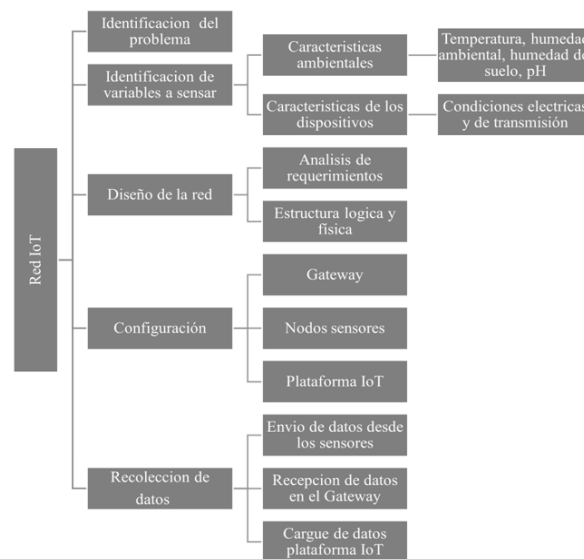 Red IoT
Identificacion del
problema
Identificacion de
variables a sensar
Caracteristicas
ambientales
Temperatura, humedad
ambiental, humedad de
suelo, pH
Caracteristicas de los
dispositivos
Condiciones electricas
y de transmisión
Diseño de la red
Analisis de
requerimientos
Estructura logica y
física
Configuración
Gateway
Nodos sensores
Plataforma IoT
Recoleccion de
datos
Envio de datos desde
los sensores
Recepcion de datos
en el Gateway
Cargue de datos
plataforma IoT